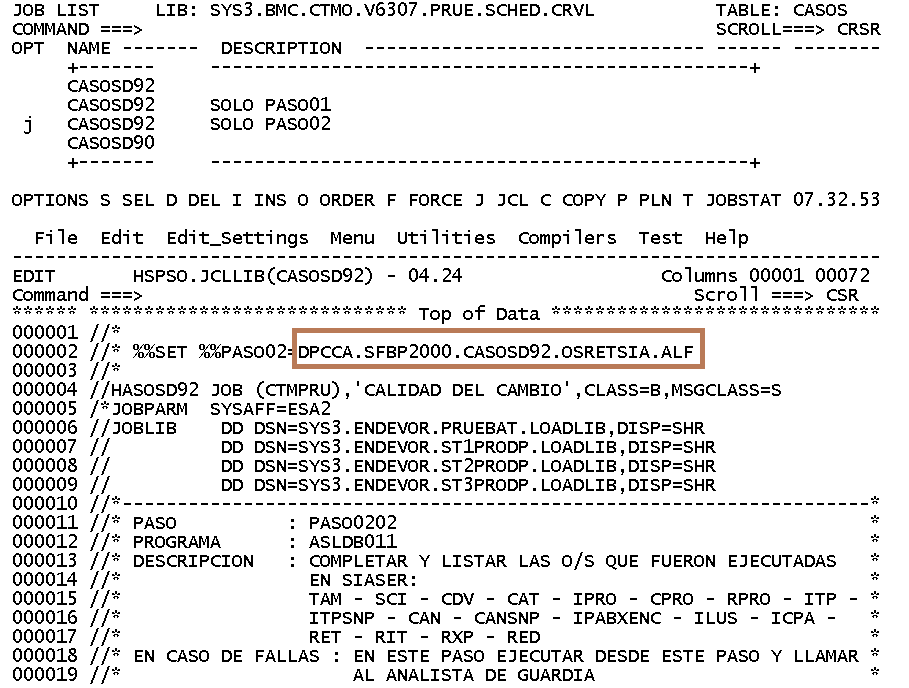 JOB LIST LIB: SYS3.BMC.CTMO.V6307.PRUE.SCHED.CRVL TABLE: CASOS
COMMAND ===> SCROLL===> CRSR
OPT NAME ------- DESCRIPTION ------------------------------- ------ --------
+------- -------------------------------------------------+
CASOSD92
CASOSD92 SOLO PASO01
j CASOSD92 SOLO PASO02
CASOSD90
+------- -------------------------------------------------+
OPTIONS S SEL D DEL I INS O ORDER F FORCE J JCL C COPY P PLN T JOBSTAT 07.32.53
File Edit Edit_Settings Menu Utilities Compilers Test Help
-------------------------------------------------------------------------------
EDIT HSPSO.JCLLIB(CASOSD92) - 04.24 Columns 00001 00072
Command ===> Scroll ===> CSR
****** **************************** Top of Data ******************************
000001 //*
000002 //* %%SET %%PASO02=DPCCA.SFBP2000.CASOSD92.OSRETSIA.ALF
000003 //*
000004 //HASOSD92 JOB (CTMPRU),'CALIDAD DEL CAMBIO',CLASS=B,MSGCLASS=S
000005 /*JOBPARM SYSAFF=ESA2
000006 //JOBLIB DD DSN=SYS3.ENDEVOR.PRUEBAT.LOADLIB,DISP=SHR
000007 // DD DSN=SYS3.ENDEVOR.ST1PRODP.LOADLIB,DISP=SHR
000008 // DD DSN=SYS3.ENDEVOR.ST2PRODP.LOADLIB,DISP=SHR
000009 // DD DSN=SYS3.ENDEVOR.ST3PRODP.LOADLIB,DISP=SHR
000010 //*--------------------------------------------------------------------*
000011 //* PASO : PASO0202 *
000012 //* PROGRAMA : ASLDB011 *
000013 //* DESCRIPCION : COMPLETAR Y LISTAR LAS O/S QUE FUERON EJECUTADAS *
000014 //* EN SIASER: *
000015 //* TAM - SCI - CDV - CAT - IPRO - CPRO - RPRO - ITP - *
000016 //* ITPSNP - CAN - CANSNP - IPABXENC - ILUS - ICPA - *
000017 //* RET - RIT - RXP - RED *
000018 //* EN CASO DE FALLAS : EN ESTE PASO EJECUTAR DESDE ESTE PASO Y LLAMAR *
000019 //* AL ANALISTA DE GUARDIA *